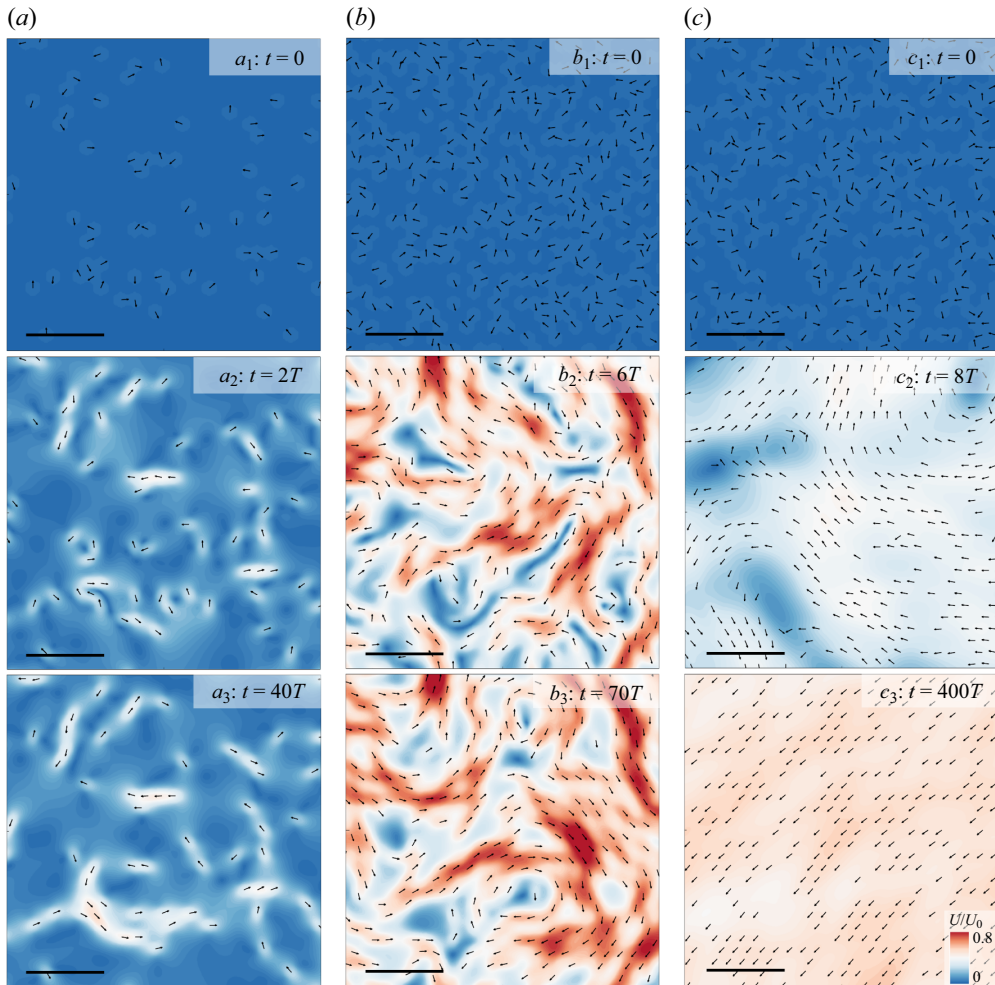 (a)
(b)
(c)
a1: t = 0
b1: t = 0
c1: t = 0
a2: t = 2T
b2: t = 6T
c2: t = 8T
a3: t = 40T
b3: t = 70T
c3: t = 400T
U/U0
0.8
0